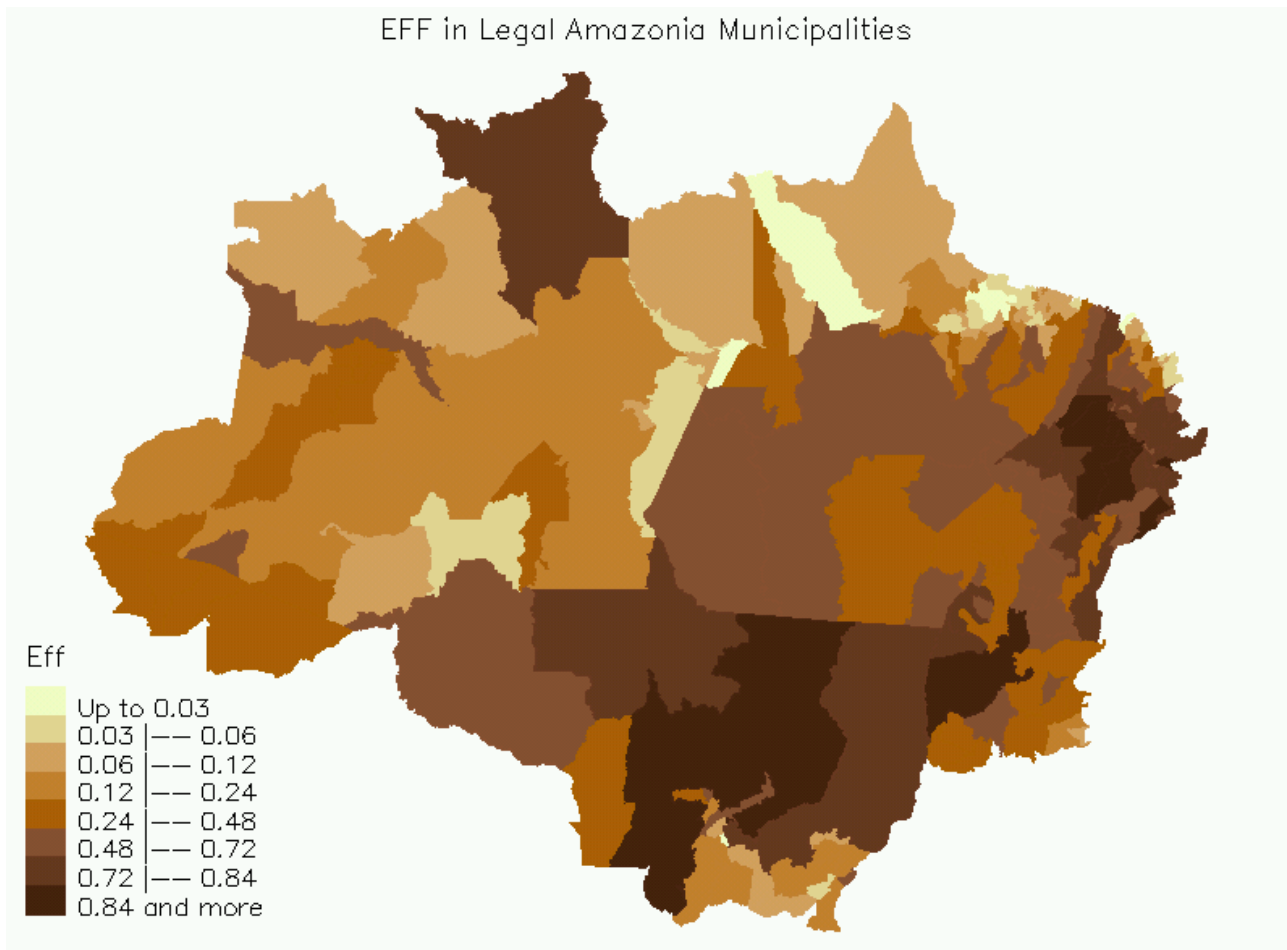 EFF in Legal Amazonia Municipalities
Eff
Up to 0.03
0.03 |−− 0.06
0.06 |−− 0.12
0.12 |−− 0.24
0.24 |−− 0.48
0.48 |−− 0.72
0.72 |−− 0.84
0.84 and more